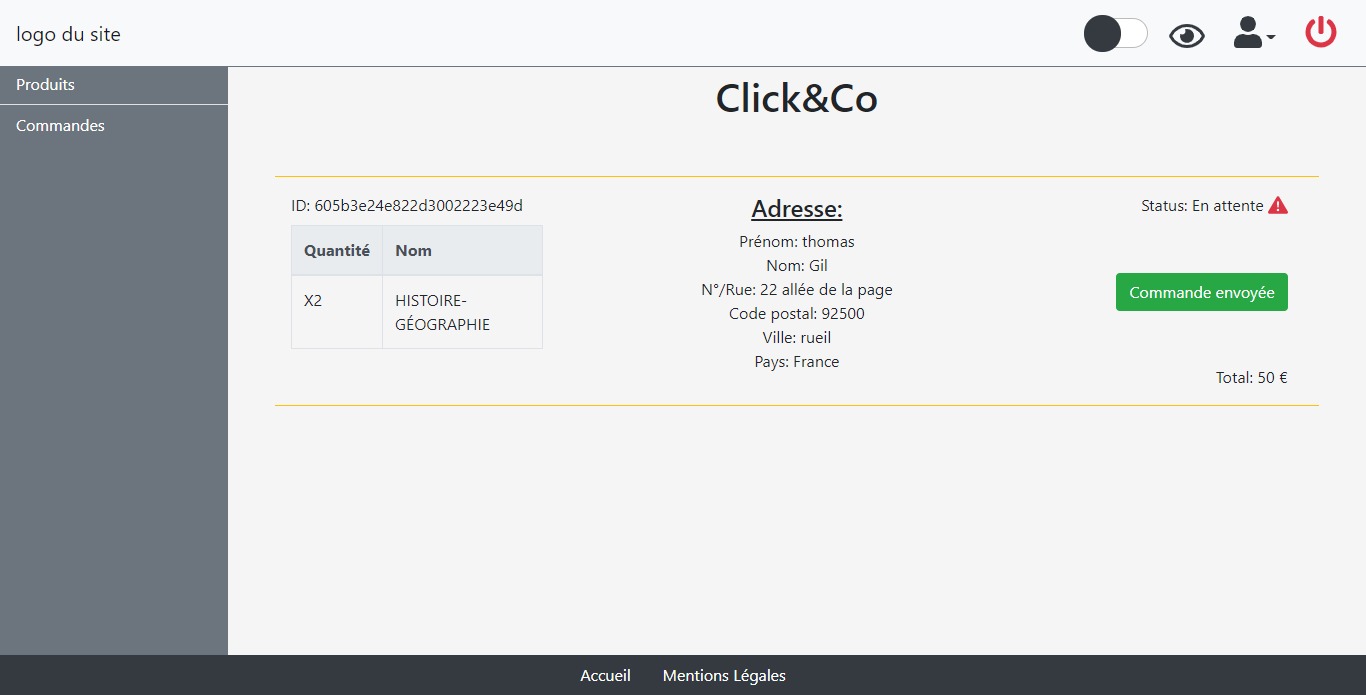 logo du site
Produits
Commandes
Click&Co
ID: 605b3e24e822d3002223e49d
Quantité Nom
X2 HISTOIRE-
GÉOGRAPHIE
Adresse:
Prénom: thomas
Nom: Gil
N°/Rue: 22 allée de la page
Code postal: 92500
Ville: rueil
Pays: France
Status: En attente
Commande envoyée
Total: 50 €
Accueil Mentions Légales